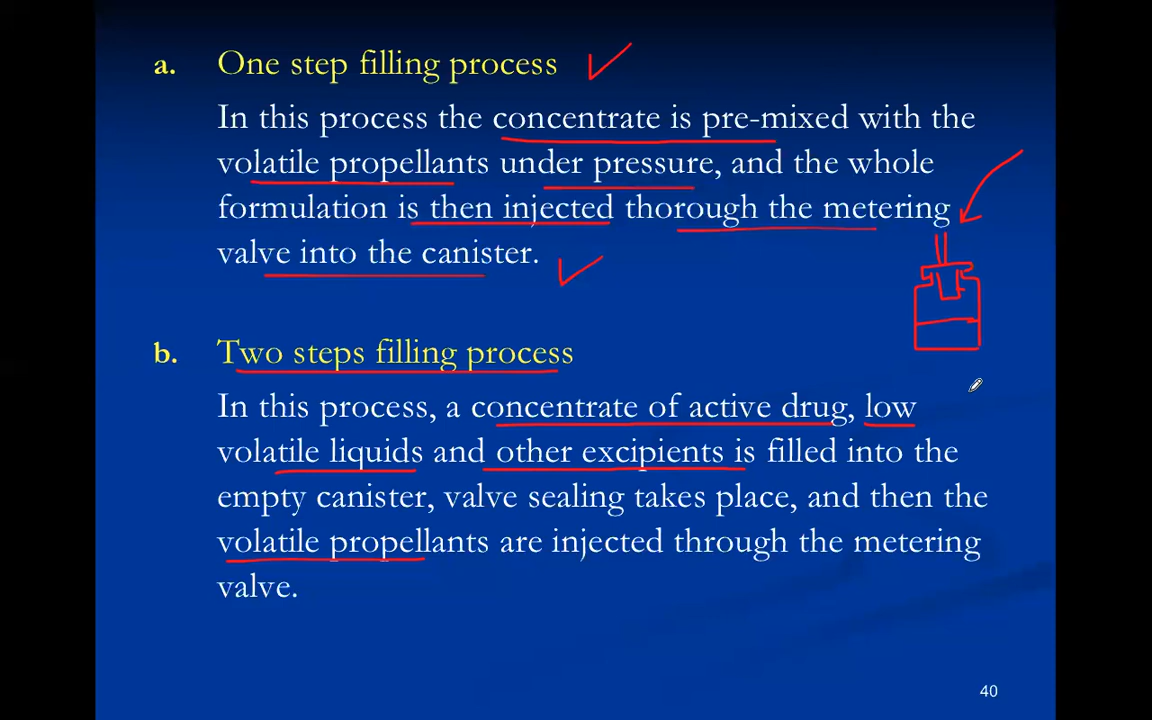 a. One step filling process
In this process the concentrate is pre-mixed with the
volatile propellants under pressure, and the whole
formulation is then injected thorough the metering
valve into the canister.
b. Two steps filling process
In this process, a concentrate of active drug, low
volatile liquids and other excipients is filled into the
empty canister, valve sealing takes place, and then the
volatile propellants are injected through the metering
valve.
40